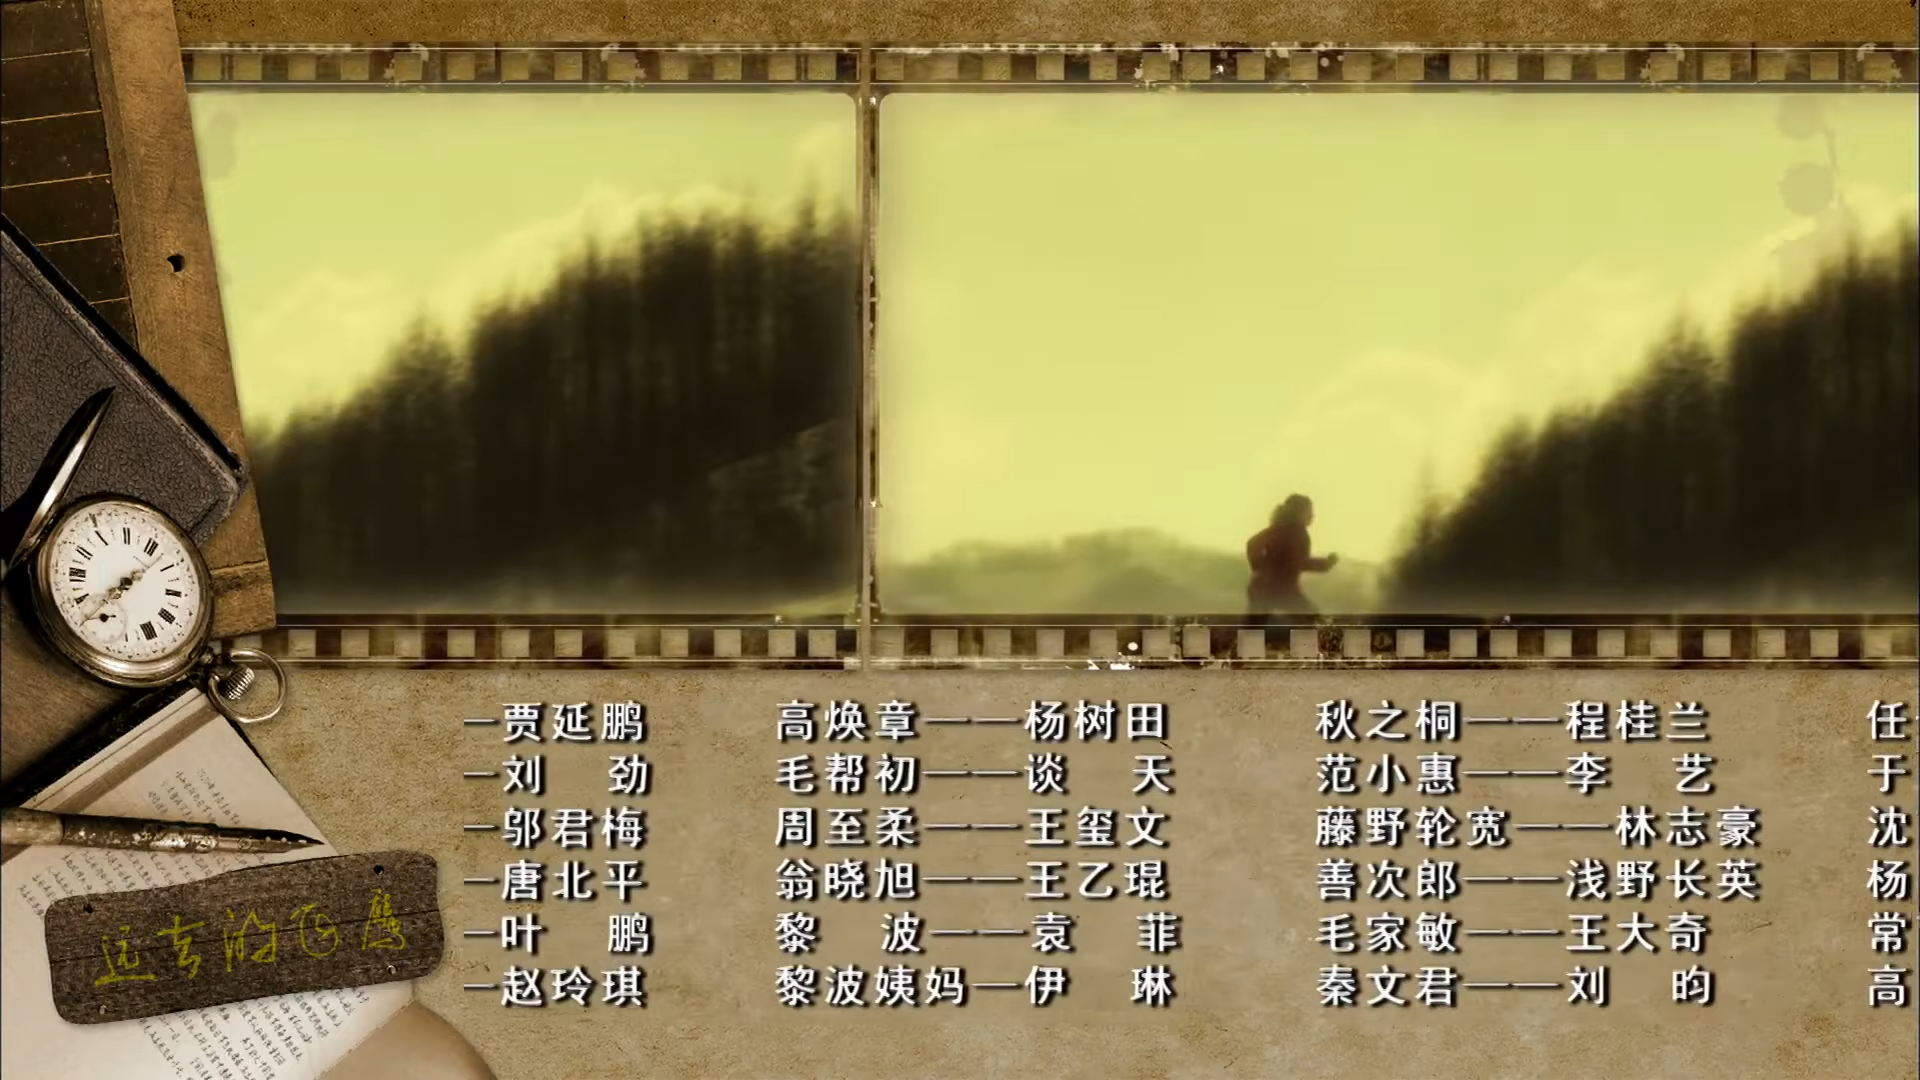 —贾延鹏 高焕章——杨树田 秋之桐——程桂兰 任
—刘 劲 毛帮初——谈 天 范小惠——李 艺 于
—邬君梅 周至柔——王玺文 藤野轮宽——林志豪 沈
—唐北平 翁晓旭——王乙琨 善次郎——浅野长英 杨
—叶 鹏 黎 波——袁 菲 毛家敏——王大奇 常
—赵玲琪 黎波姨妈—伊 琳 秦文君——刘 昀 高
远去的飞鹰